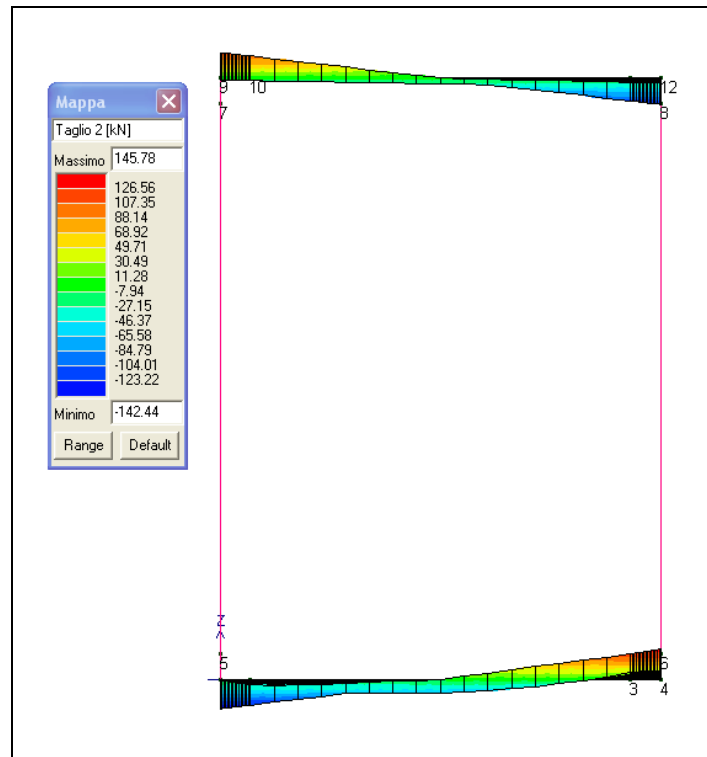 Mappa
Taglio 2 [kN]
Massimo 145.78
126.56
107.35
88.14
68.92
49.71
30.49
11.28
-7.94
-27.15
-46.37
-65.58
-84.79
-104.01
-123.22
Minimo -142.44
Range Default
9 10 12
7 8
Z
5 6
3 4